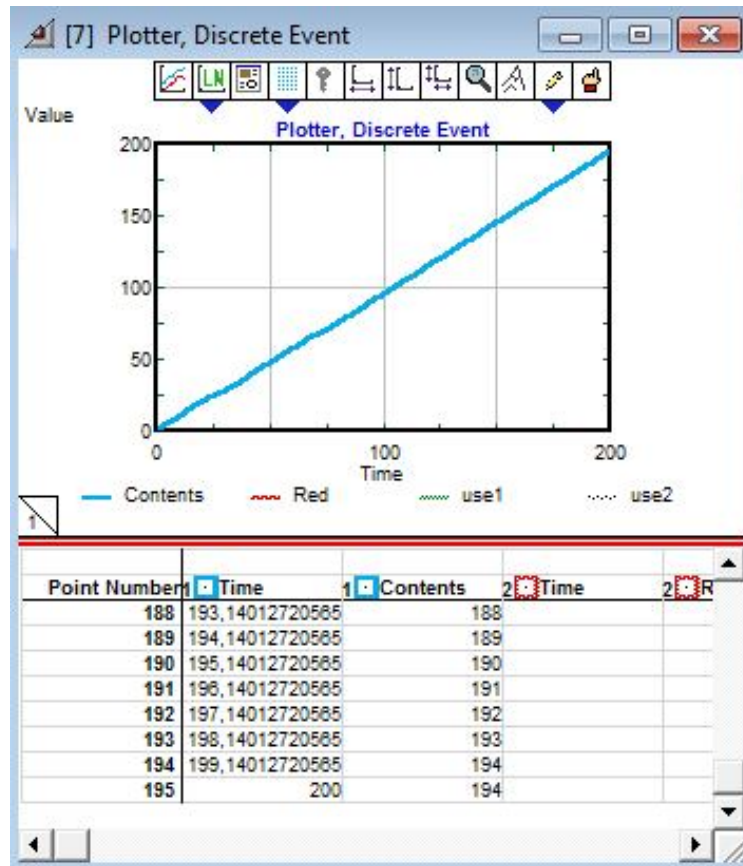 [7] Plotter, Discrete Event
LN
Value
Plotter, Discrete Event
200
150
100
50
0
0 100 200
Time
Contents Red use1 use2
1
Point Number 1 Time 1 Contents 2 Time 2 R
188 193,14012720565 188
189 194,14012720565 189
190 195,14012720565 190
191 196,14012720565 191
192 197,14012720565 192
193 198,14012720565 193
194 199,14012720565 194
195 200 194